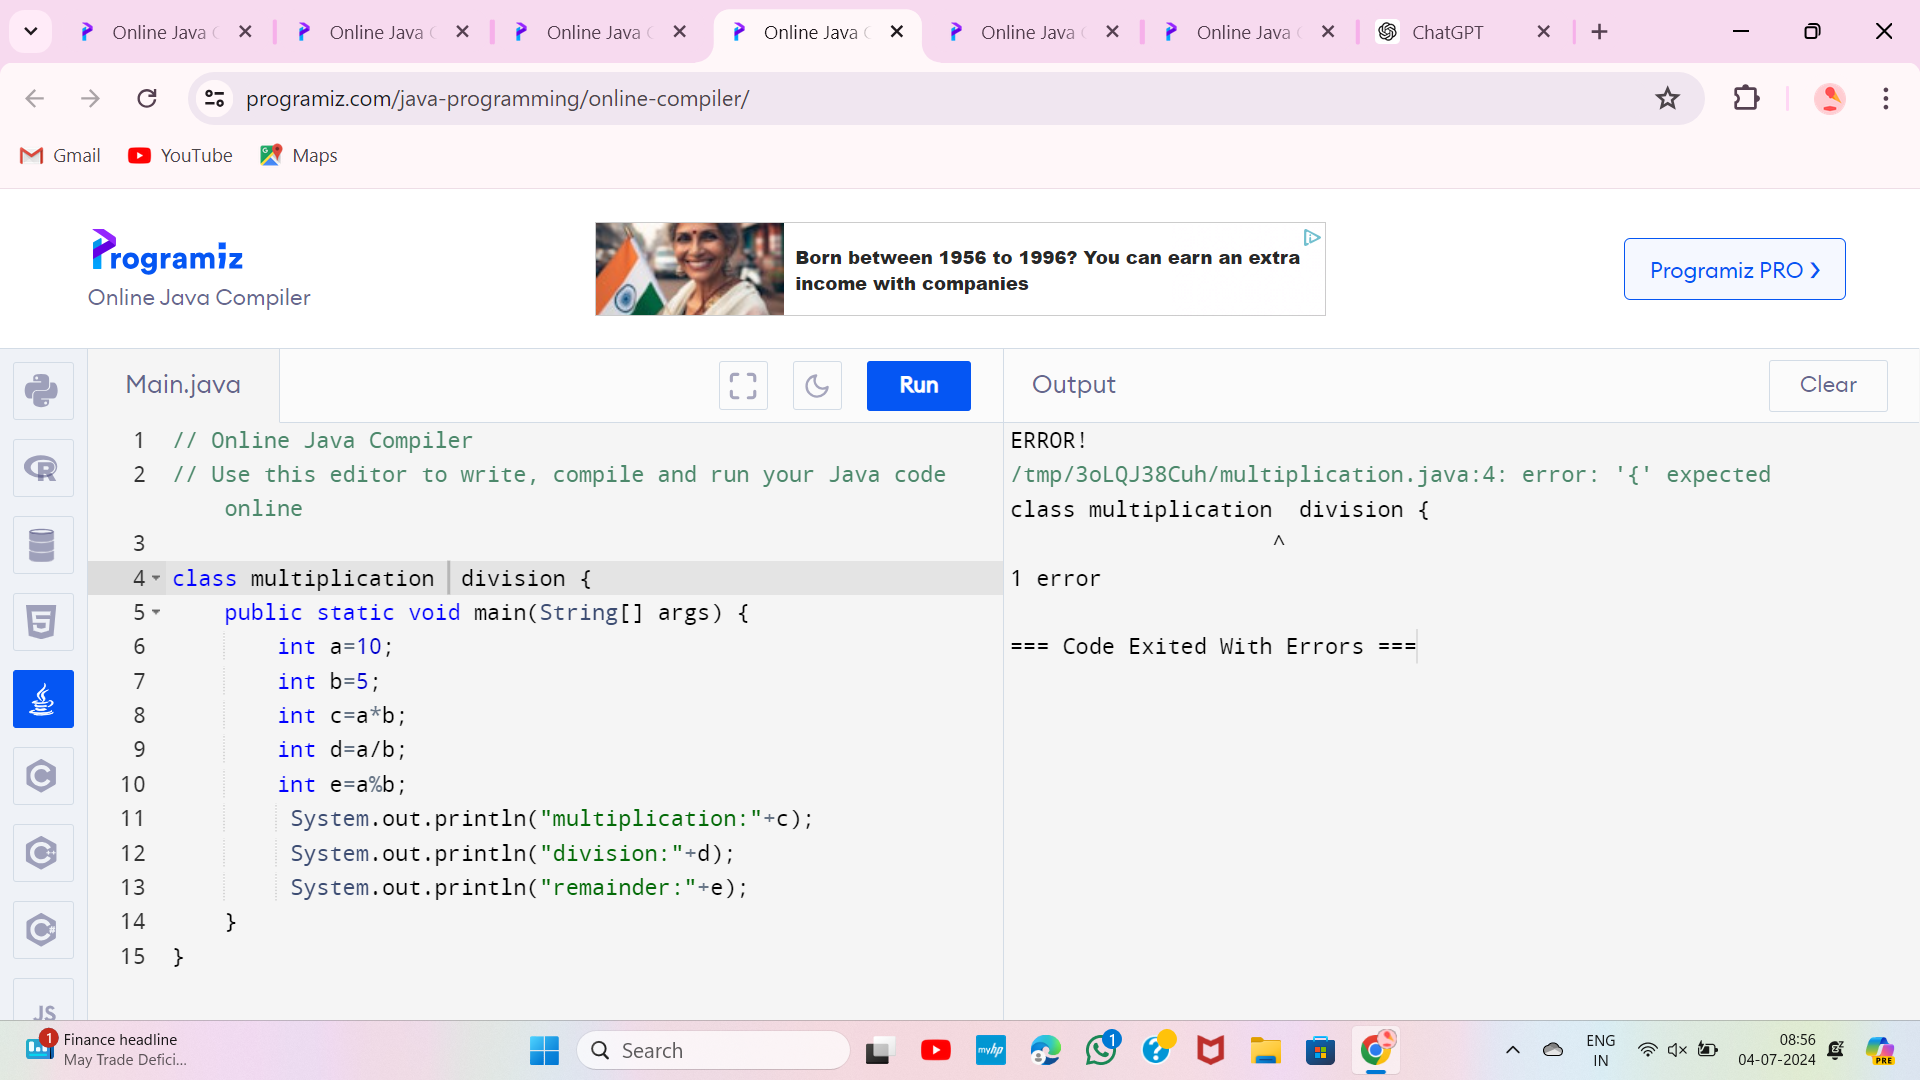 Online Java C
Online Java C
Online Java C
Online Java C
Online Java C
Online Java C
ChatGPT
programiz.com/java-programming/online-compiler/
Gmail
YouTube
Maps
Programiz
Online Java Compiler
Born between 1956 to 1996? You can earn an extra
income with companies
Programiz PRO
Main.java
Run
Output
Clear
1 // Online Java Compiler
2 // Use this editor to write, compile and run your Java code
online
3
4 class multiplication  division {
5 public static void main(String[] args) {
6 int a=10;
7 int b=5;
8 int c=a*b;
9 int d=a/b;
10 int e=a%b;
11 System.out.println("multiplication:"+c);
12 System.out.println("division:"+d);
13 System.out.println("remainder:"+e);
14 }
15 }
ERROR!
/tmp/3oLQJ38Cuh/multiplication.java:4: error: '{' expected
class multiplication  division {
^
1 error
=== Code Exited With Errors ===
JS
1
Finance headline
May Trade Defici...
Search
myhp
1
ENG
IN
08:56
04-07-2024
PRE